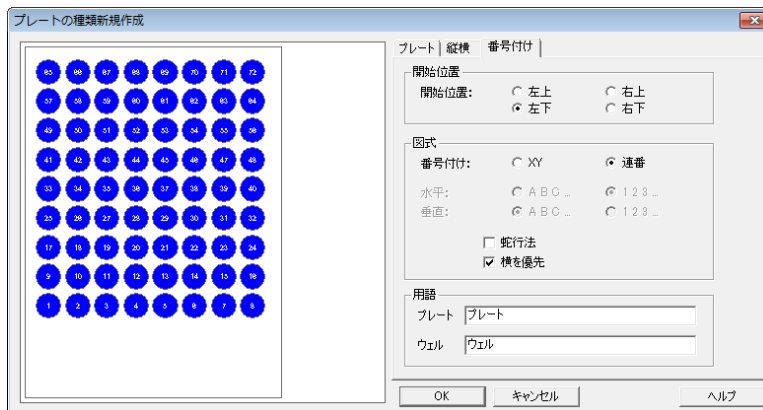 プレートの種類新規作成
65 66 67 68 69 70 71 72
57 58 59 60 61 62 63 64
49 50 51 52 53 54 55 56
41 42 43 44 45 46 47 48
33 34 35 36 37 38 39 40
25 26 27 28 29 30 31 32
17 18 19 20 21 22 23 24
9 10 11 12 13 14 15 16
1 2 3 4 5 6 7 8
プレート 縦横 番号付け
開始位置
開始位置: 左上 右上
左下 右下
図式
番号付け: XY 連番
水平: A B C ... 1 2 3 ...
垂直: A B C ... 1 2 3 ...
蛇行法
横を優先
用語
プレート プレート
ウェル ウェル
OK キャンセル ヘルプ